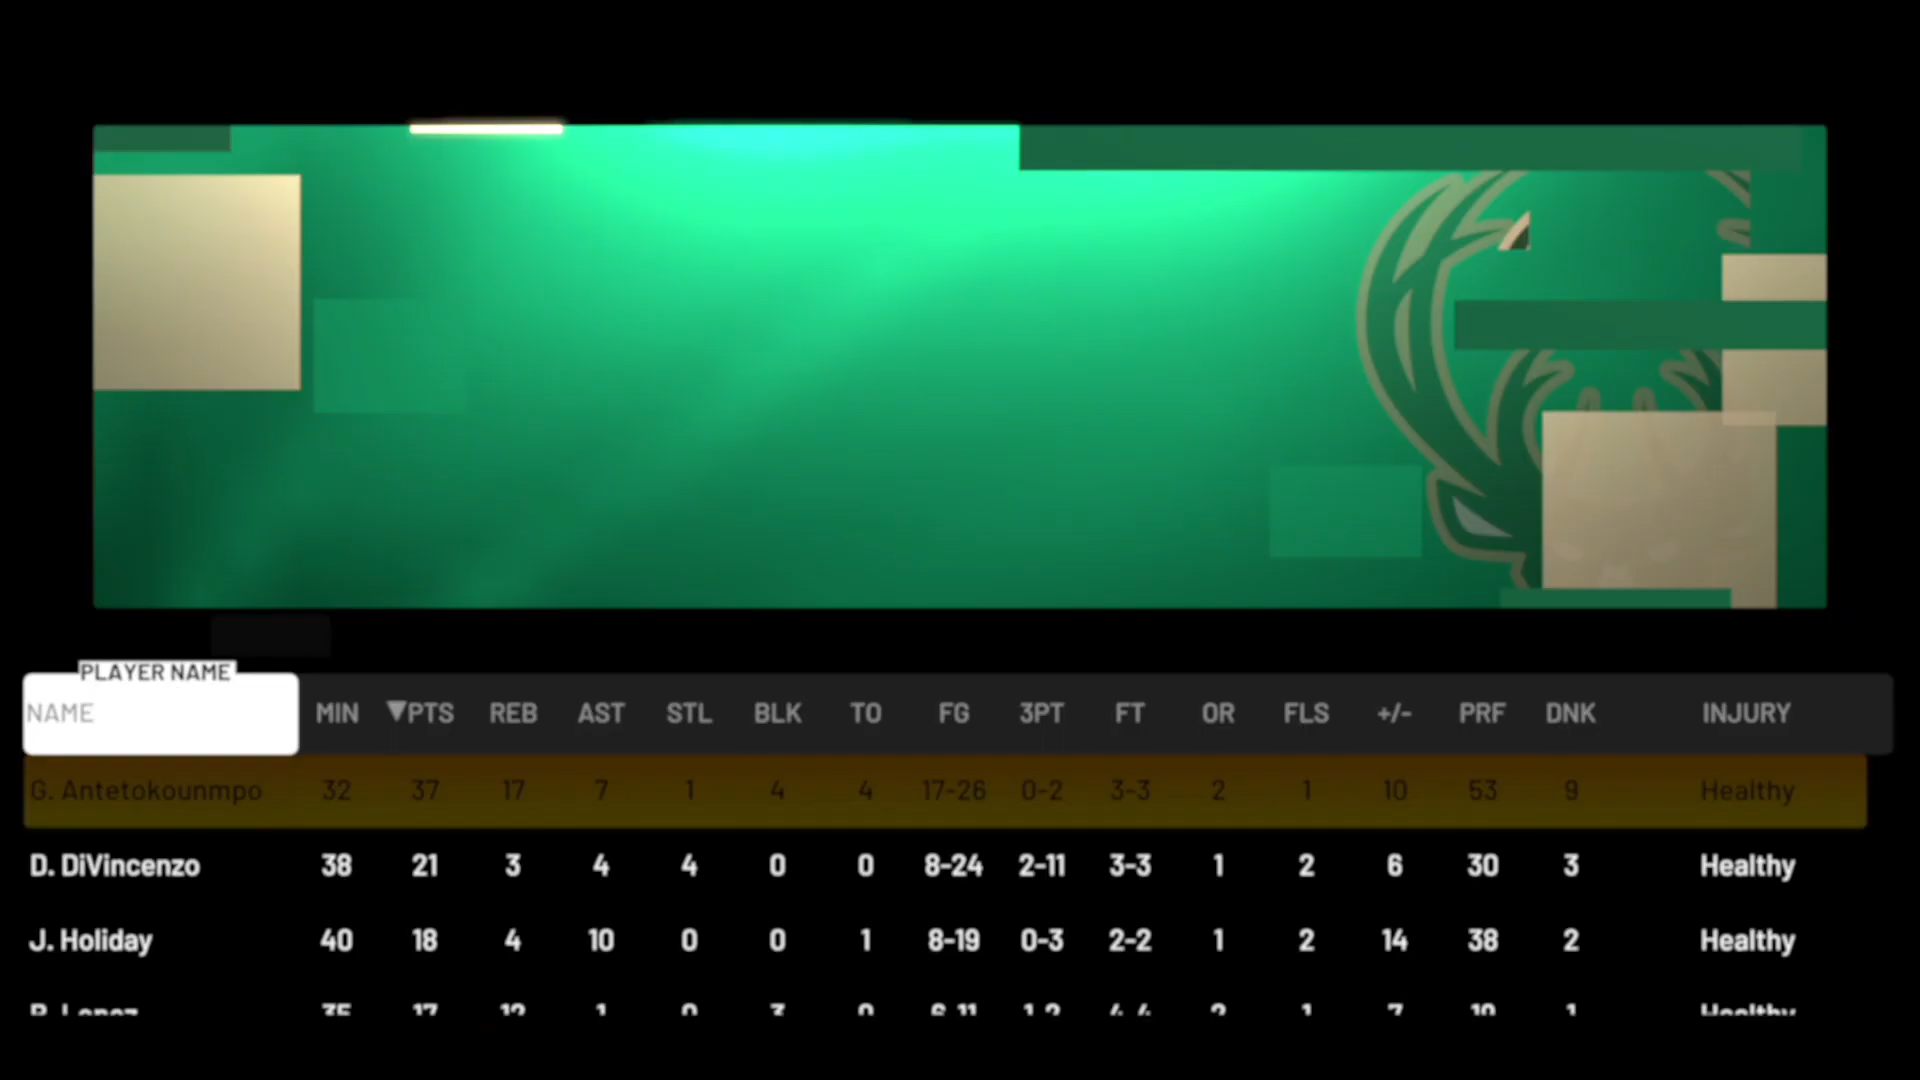 PLAYER NAME
NAME MIN ▼PTS REB AST STL BLK TO FG 3PT FT OR FLS +/- PRF DNK INJURY
G. Antetokounmpo 32 37 17 7 1 4 4 17-26 0-2 3-3 2 1 10 53 9 Healthy
D. DiVincenzo 38 21 3 4 4 0 0 8-24 2-11 3-3 1 2 6 30 3 Healthy
J. Holiday 40 18 4 10 0 0 1 8-19 0-3 2-2 1 2 14 38 2 Healthy